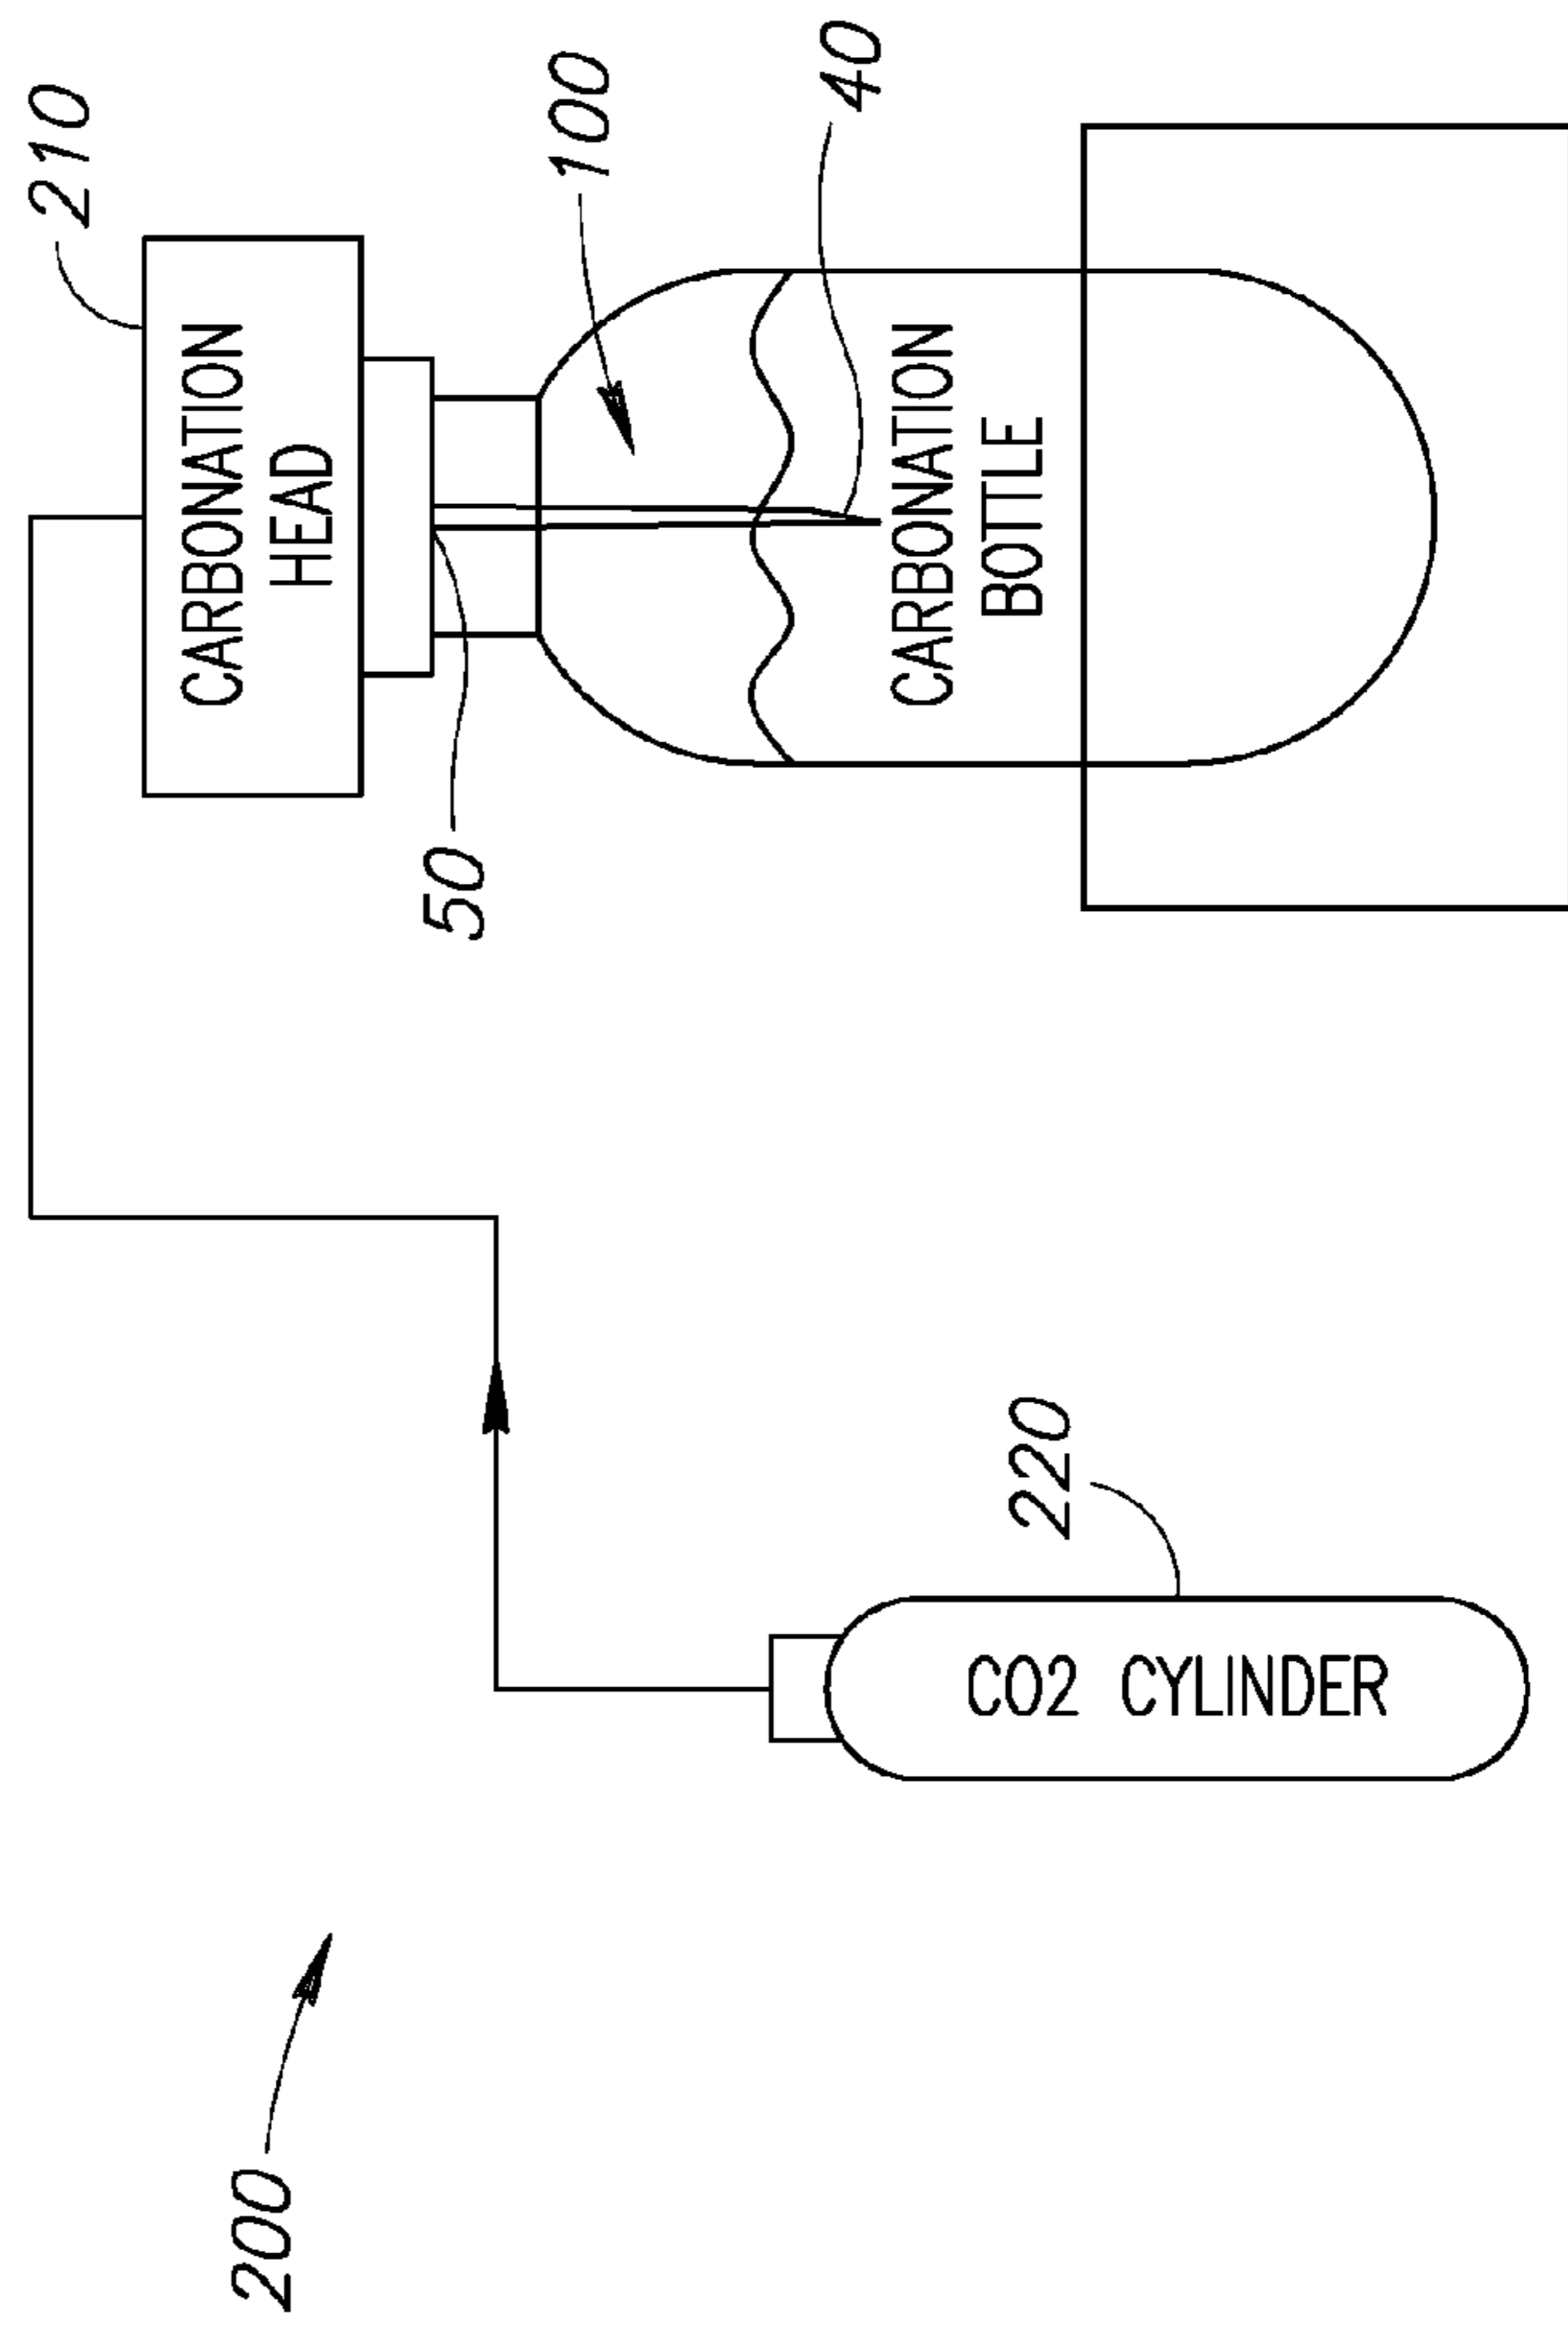 210
CARBONATION
HEAD
100
40
50
CARBONATION
BOTTLE
220
CO2 CYLINDER
200